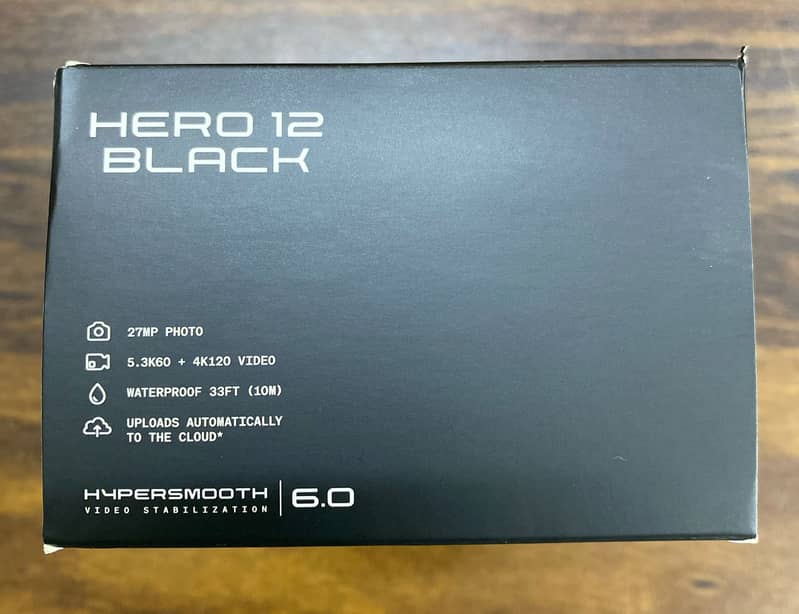 HERO 12
BLACK
27MP PHOTO
5.3K60 + 4K120 VIDEO
WATERPROOF 33FT (10M)
UPLOADS AUTOMATICALLY
TO THE CLOUD*
HYPERSMOOTH | 6.0
VIDEO STABILIZATION